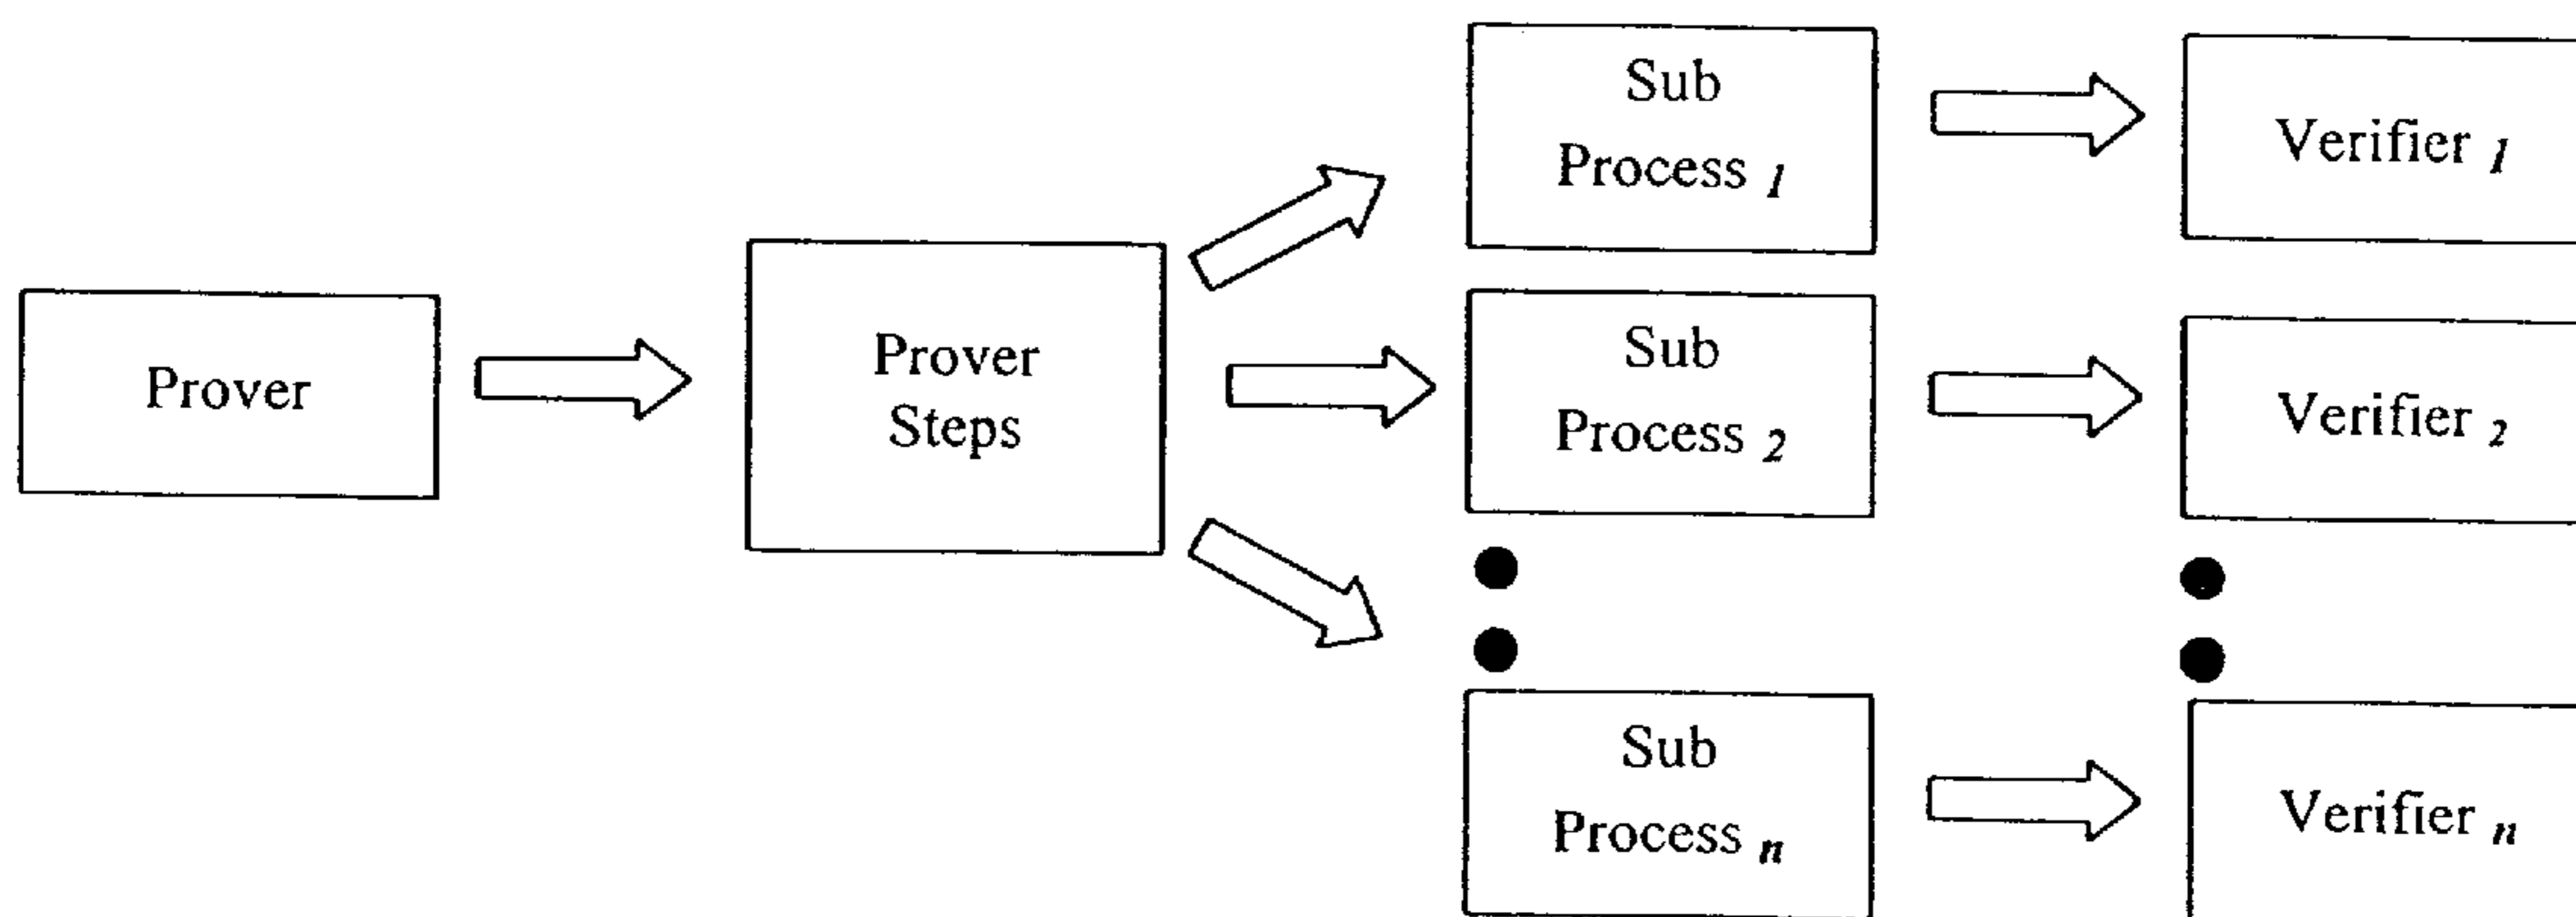 Prover
Prover
Steps
Sub
Process 1
Verifier 1
Sub
Process 2
Verifier 2
Sub
Process n
Verifier n